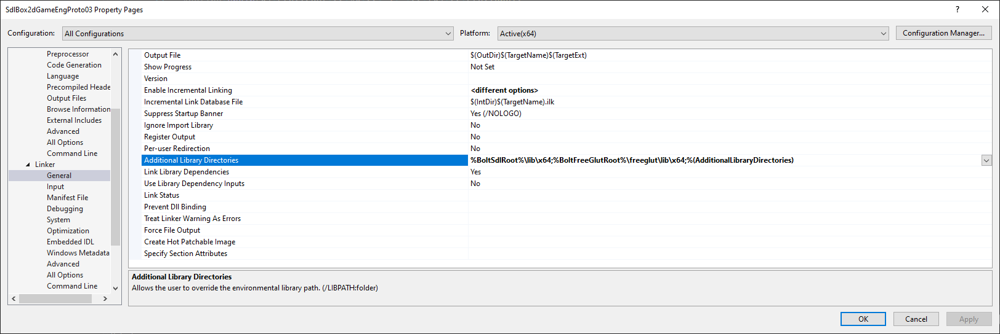 SdlBox2dGameEngProto03 Property Pages
Configuration: All Configurations Platform: Active(x64) Configuration Manager...
Preprocessor
Code Generation
Language
Precompiled Heade
Output Files
Browse Information
External Includes
Advanced
All Options
Command Line
Linker
General
Input
Manifest File
Debugging
System
Optimization
Embedded IDL
Windows Metadata
Advanced
All Options
Command Line
Output File $(OutDir)$(TargetName)$(TargetExt)
Show Progress Not Set
Version
Enable Incremental Linking <different options>
Incremental Link Database File $(IntDir)$(TargetName).ilk
Suppress Startup Banner Yes (/NOLOGO)
Ignore Import Library No
Register Output No
Per-user Redirection No
Additional Library Directories %BoltSdlRoot%\lib\x64;%BoltFreeGlutRoot%\freeglut\lib\x64;%(AdditionalLibraryDirectories)
Link Library Dependencies Yes
Use Library Dependency Inputs No
Link Status
Prevent Dll Binding
Treat Linker Warning As Errors
Force File Output
Create Hot Patchable Image
Specify Section Attributes
Additional Library Directories
Allows the user to override the environmental library path. (/LIBPATH:folder)
OK Cancel Apply